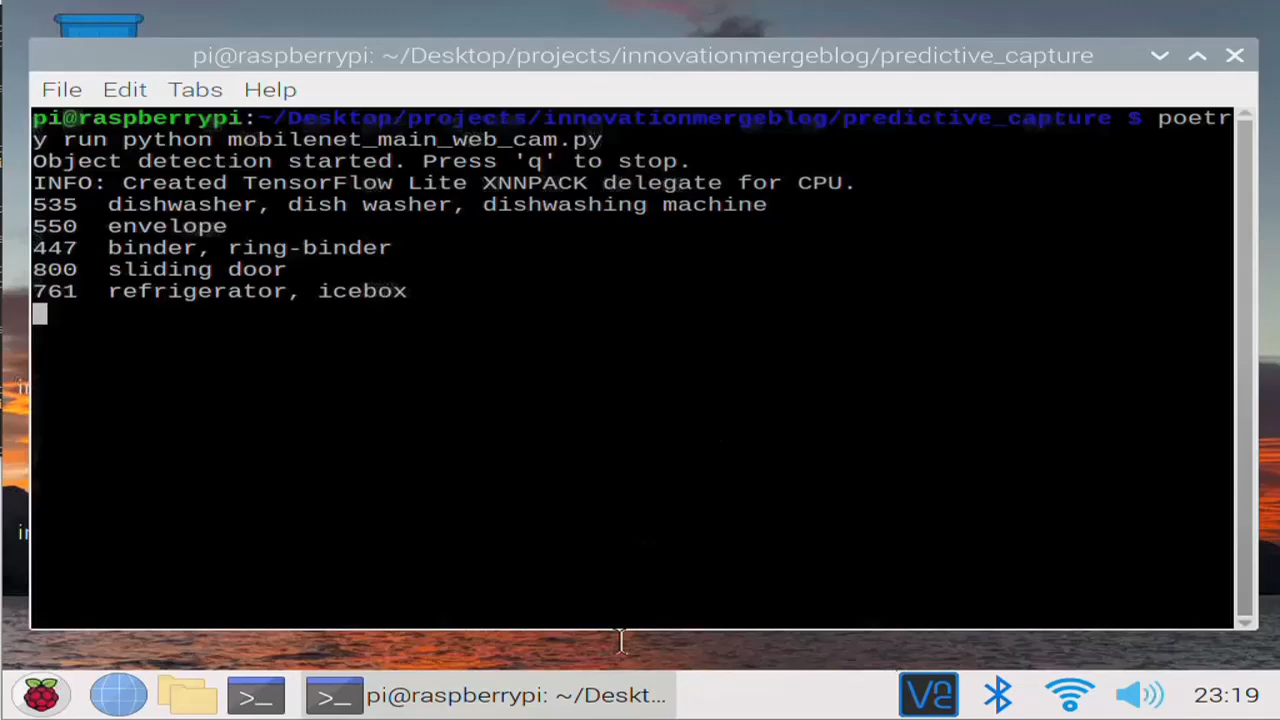 pi@raspberrypi: ~/Desktop/projects/innovationmergeblog/predictive_capture
File Edit Tabs Help
pi@raspberrypi:~/Desktop/projects/innovationmergeblog/predictive_capture $ poetr
y run python mobilenet_main_web_cam.py
Object detection started. Press 'q' to stop.
INFO: Created TensorFlow Lite XNNPACK delegate for CPU.
535 dishwasher, dish washer, dishwashing machine
550 envelope
447 binder, ring-binder
800 sliding door
761 refrigerator, icebox
>_ >_ pi@raspberrypi: ~/Deskt... V2 23:19